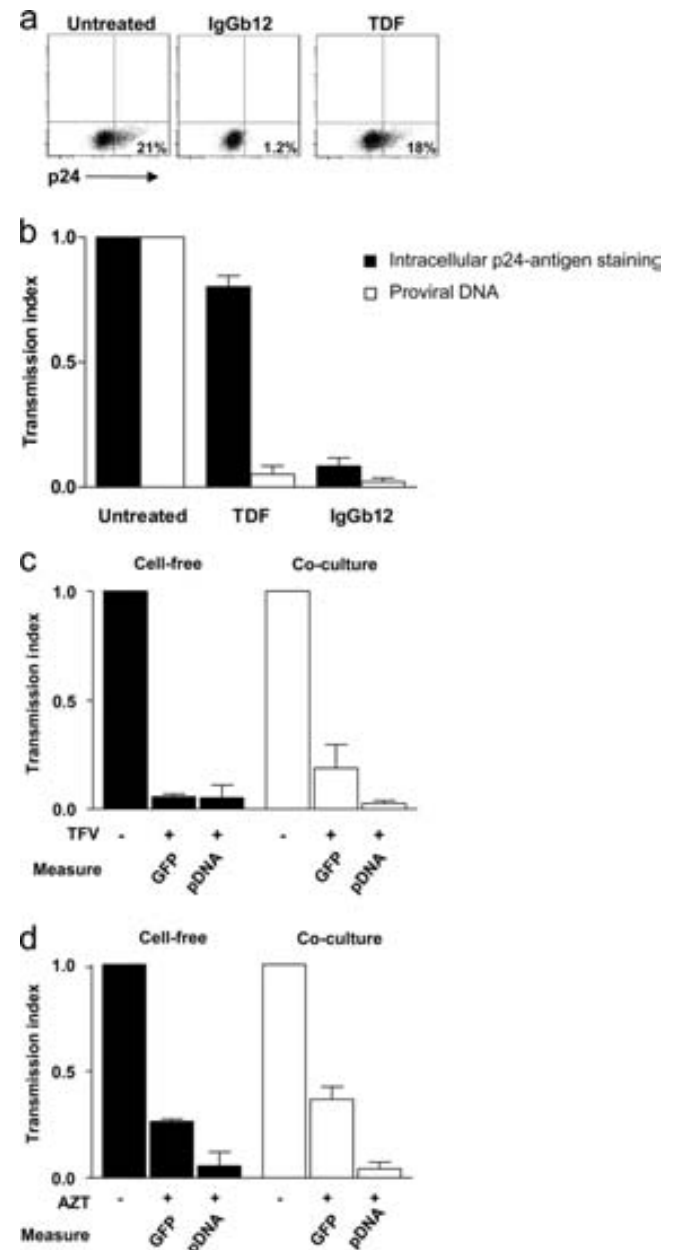 a
Untreated IgGb12 TDF
21% 1.2% 18%
p24
b
Transmission index
1.0
0.5
0.0
Intracellular p24-antigen staining
Proviral DNA
Untreated TDF IgGb12
c
Cell-free Co-culture
Transmission index
1.0
0.5
0.0
TFV - + + - + +
Measure GFP pDNA GFP pDNA
d
Cell-free Co-culture
Transmission index
1.0
0.5
0.0
AZT - + + - + +
Measure GFP pDNA GFP pDNA